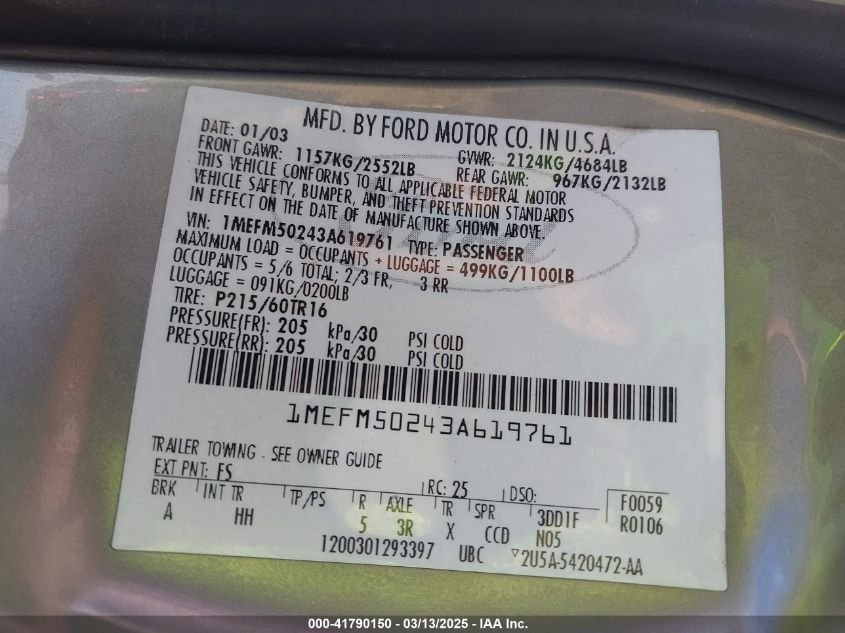 MFD. BY FORD MOTOR CO. IN U.S.A.
DATE: 01/03 GVWR: 2124KG/4684LB
FRONT GAWR: 1157KG/2552LB REAR GAWR: 967KG/2132LB
THIS VEHICLE CONFORMS TO ALL APPLICABLE FEDERAL MOTOR
VEHICLE SAFETY, BUMPER, AND THEFT PREVENTION STANDARDS
IN EFFECT ON THE DATE OF MANUFACTURE SHOWN ABOVE.
VIN: 1MEFM50243A619761 TYPE: PASSENGER
MAXIMUM LOAD = OCCUPANTS + LUGGAGE = 499KG/1100LB
OCCUPANTS = 5/6 TOTAL; 2/3 FR, 3 RR
LUGGAGE = 091KG/0200LB
TIRE: P215/60TR16
PRESSURE(FR): 205 kPa/30 PSI COLD
PRESSURE(RR): 205 kPa/30 PSI COLD
1MEFM50243A619761
TRAILER TOWING - SEE OWNER GUIDE
EXT PNT: FS RC: 25 DSO: F0059
BRK INT TR TP/PS R AXLE TR SPR 3DD1F R0106
A HH 5 3R X CCD N05
1200301293397 UBC 2U5A-5420472-AA
000-41790150 - 03/13/2025 - IAA Inc.